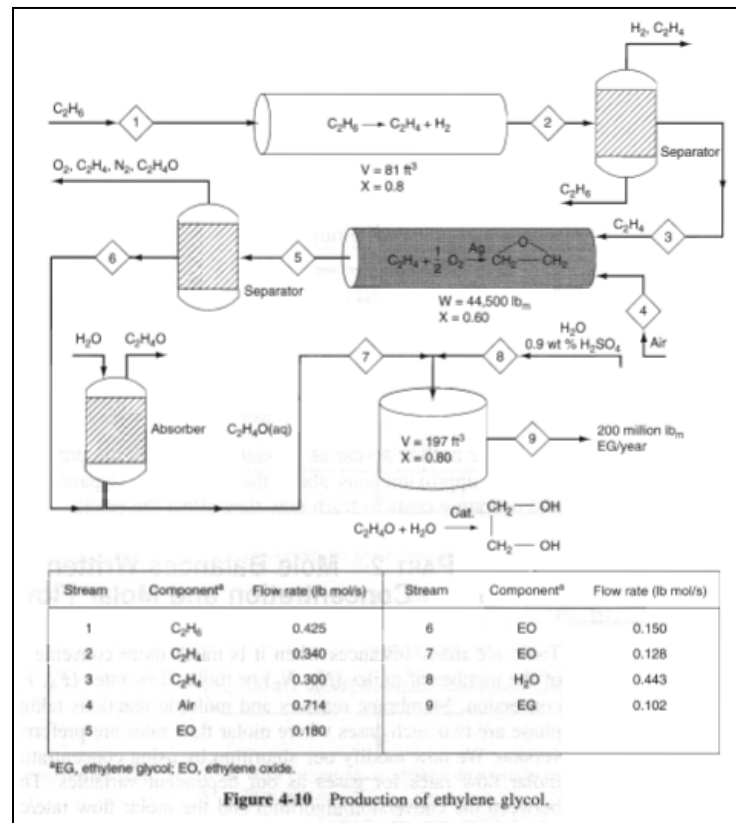 H₂, C₂H₄
C₂H₆
1
C₂H₆ → C₂H₄ + H₂
2
V = 81 ft³
X = 0.8
Separator
O₂, C₂H₄, N₂, C₂H₄O
C₂H₆
C₂H₄
3
6
5
C₂H₄ + 1/2 O₂ Ag→ CH₂—CH₂
O
Separator
W = 44,500 lbₘ
X = 0.60
4
H₂O
C₂H₄O
7
8
H₂O
0.9 wt % H₂SO₄
Air
Absorber
C₂H₄O(aq)
V = 197 ft³
X = 0.80
9
200 million lbₘ
EG/year
C₂H₄O + H₂O Cat.→ CH₂—OH
CH₂—OH
Stream Componentᵃ Flow rate (lb mol/s) Stream Componentᵃ Flow rate (lb mol/s)
1 C₂H₆ 0.425 6 EO 0.150
2 C₂H₄ 0.340 7 EO 0.128
3 C₂H₄ 0.300 8 H₂O 0.443
4 Air 0.714 9 EG 0.102
5 EO 0.180
ᵃEG, ethylene glycol; EO, ethylene oxide.
Figure 4-10 Production of ethylene glycol.